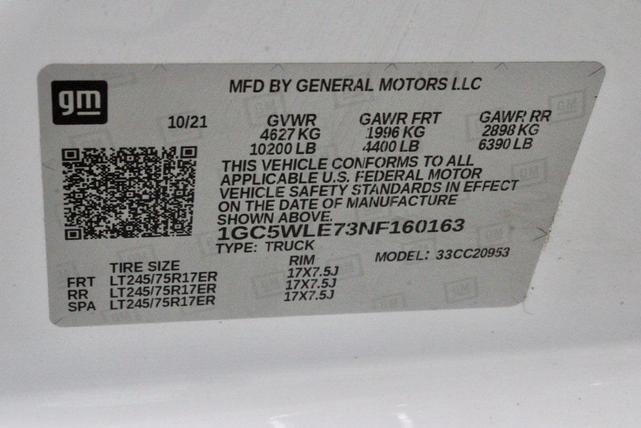 gm
MFD BY GENERAL MOTORS LLC
10/21 GVWR GAWR FRT GAWR RR
4627 KG 1996 KG 2898 KG
10200 LB 4400 LB 6390 LB
THIS VEHICLE CONFORMS TO ALL
APPLICABLE U.S. FEDERAL MOTOR
VEHICLE SAFETY STANDARDS IN EFFECT
ON THE DATE OF MANUFACTURE
SHOWN ABOVE.
1GC5WLE73NF160163
TYPE: TRUCK MODEL: 33CC20953
TIRE SIZE RIM
FRT LT245/75R17ER 17X7.5J
RR LT245/75R17ER 17X7.5J
SPA LT245/75R17ER 17X7.5J